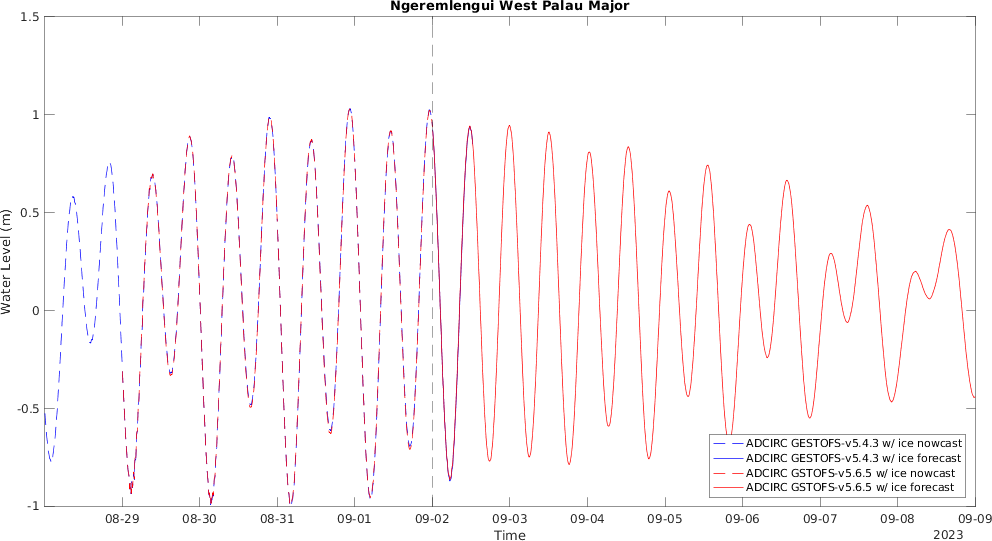 Ngeremlengui West Palau Major
1.5
1
0.5
0
-0.5
-1
Water Level (m)
ADCIRC GESTOFS-v5.4.3 w/ ice nowcast
ADCIRC GESTOFS-v5.4.3 w/ ice forecast
ADCIRC GSTOFS-v5.6.5 w/ ice nowcast
ADCIRC GSTOFS-v5.6.5 w/ ice forecast
08-29 08-30 08-31 09-01 09-02 09-03 09-04 09-05 09-06 09-07 09-08 09-09
Time
2023